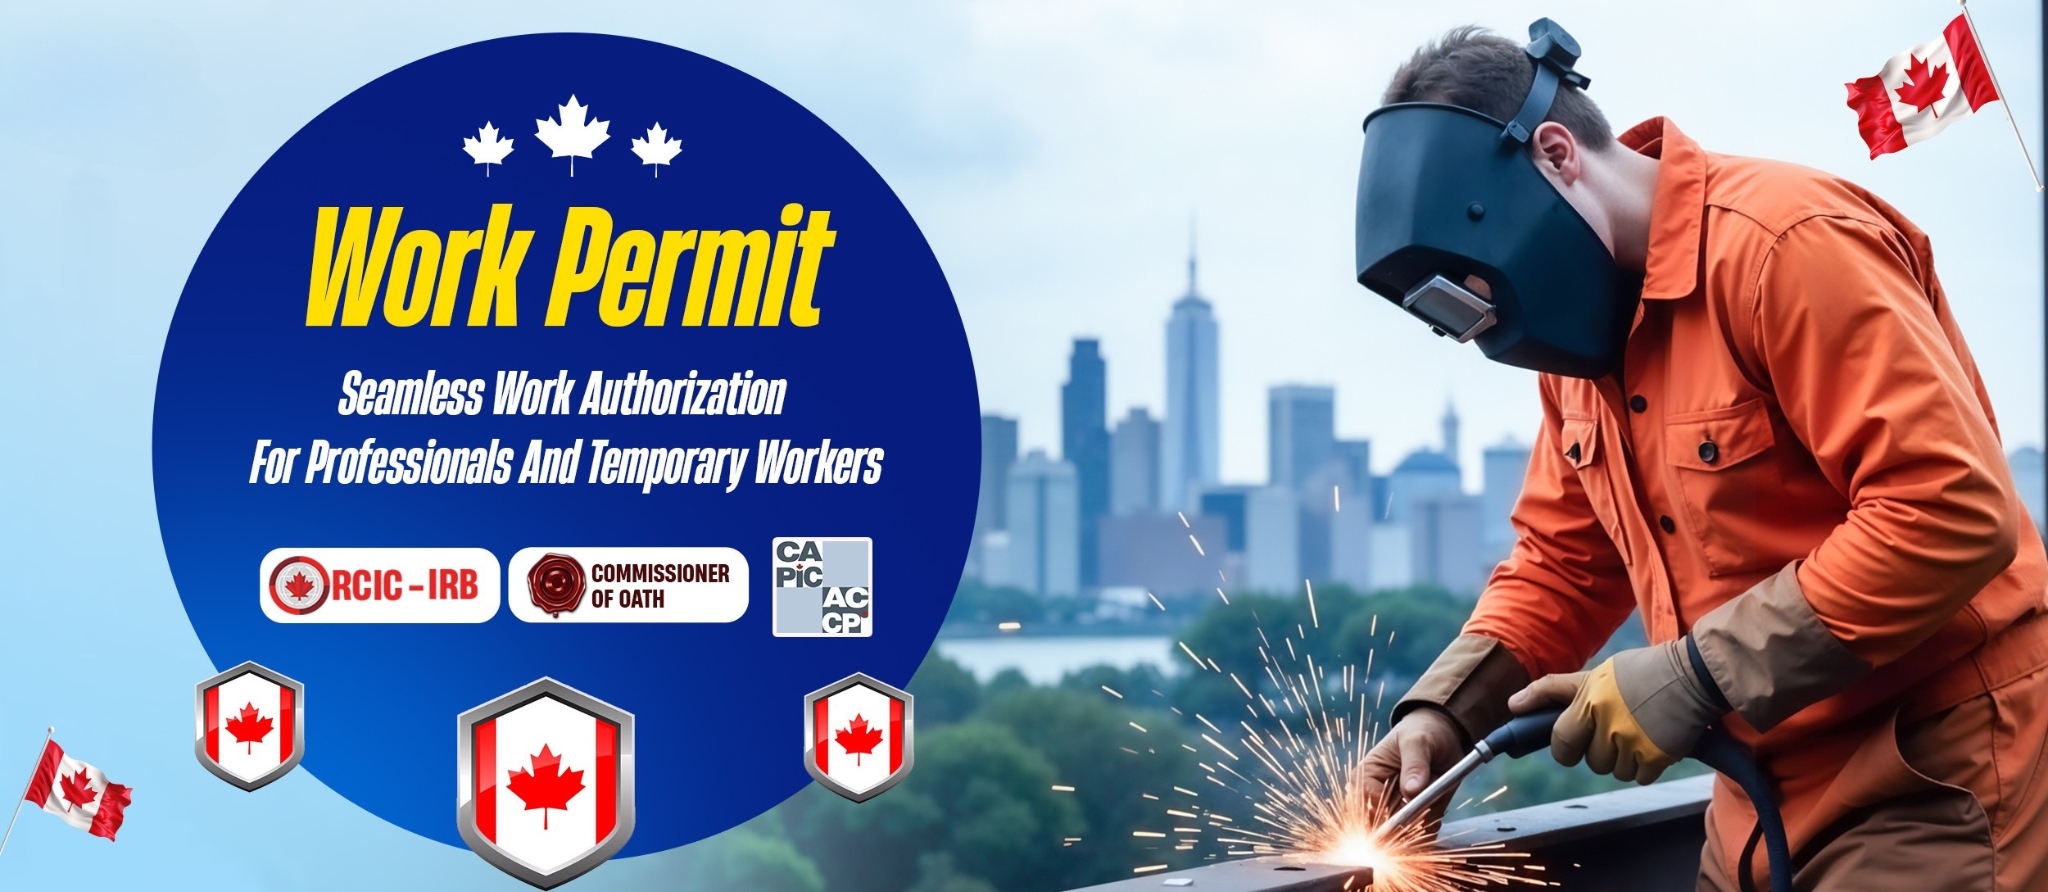 Work Permit
Seamless Work Authorization
For Professionals And Temporary Workers
RCIC-IRB
COMMISSIONER
OF OATH
CA
PiC
AC
CP